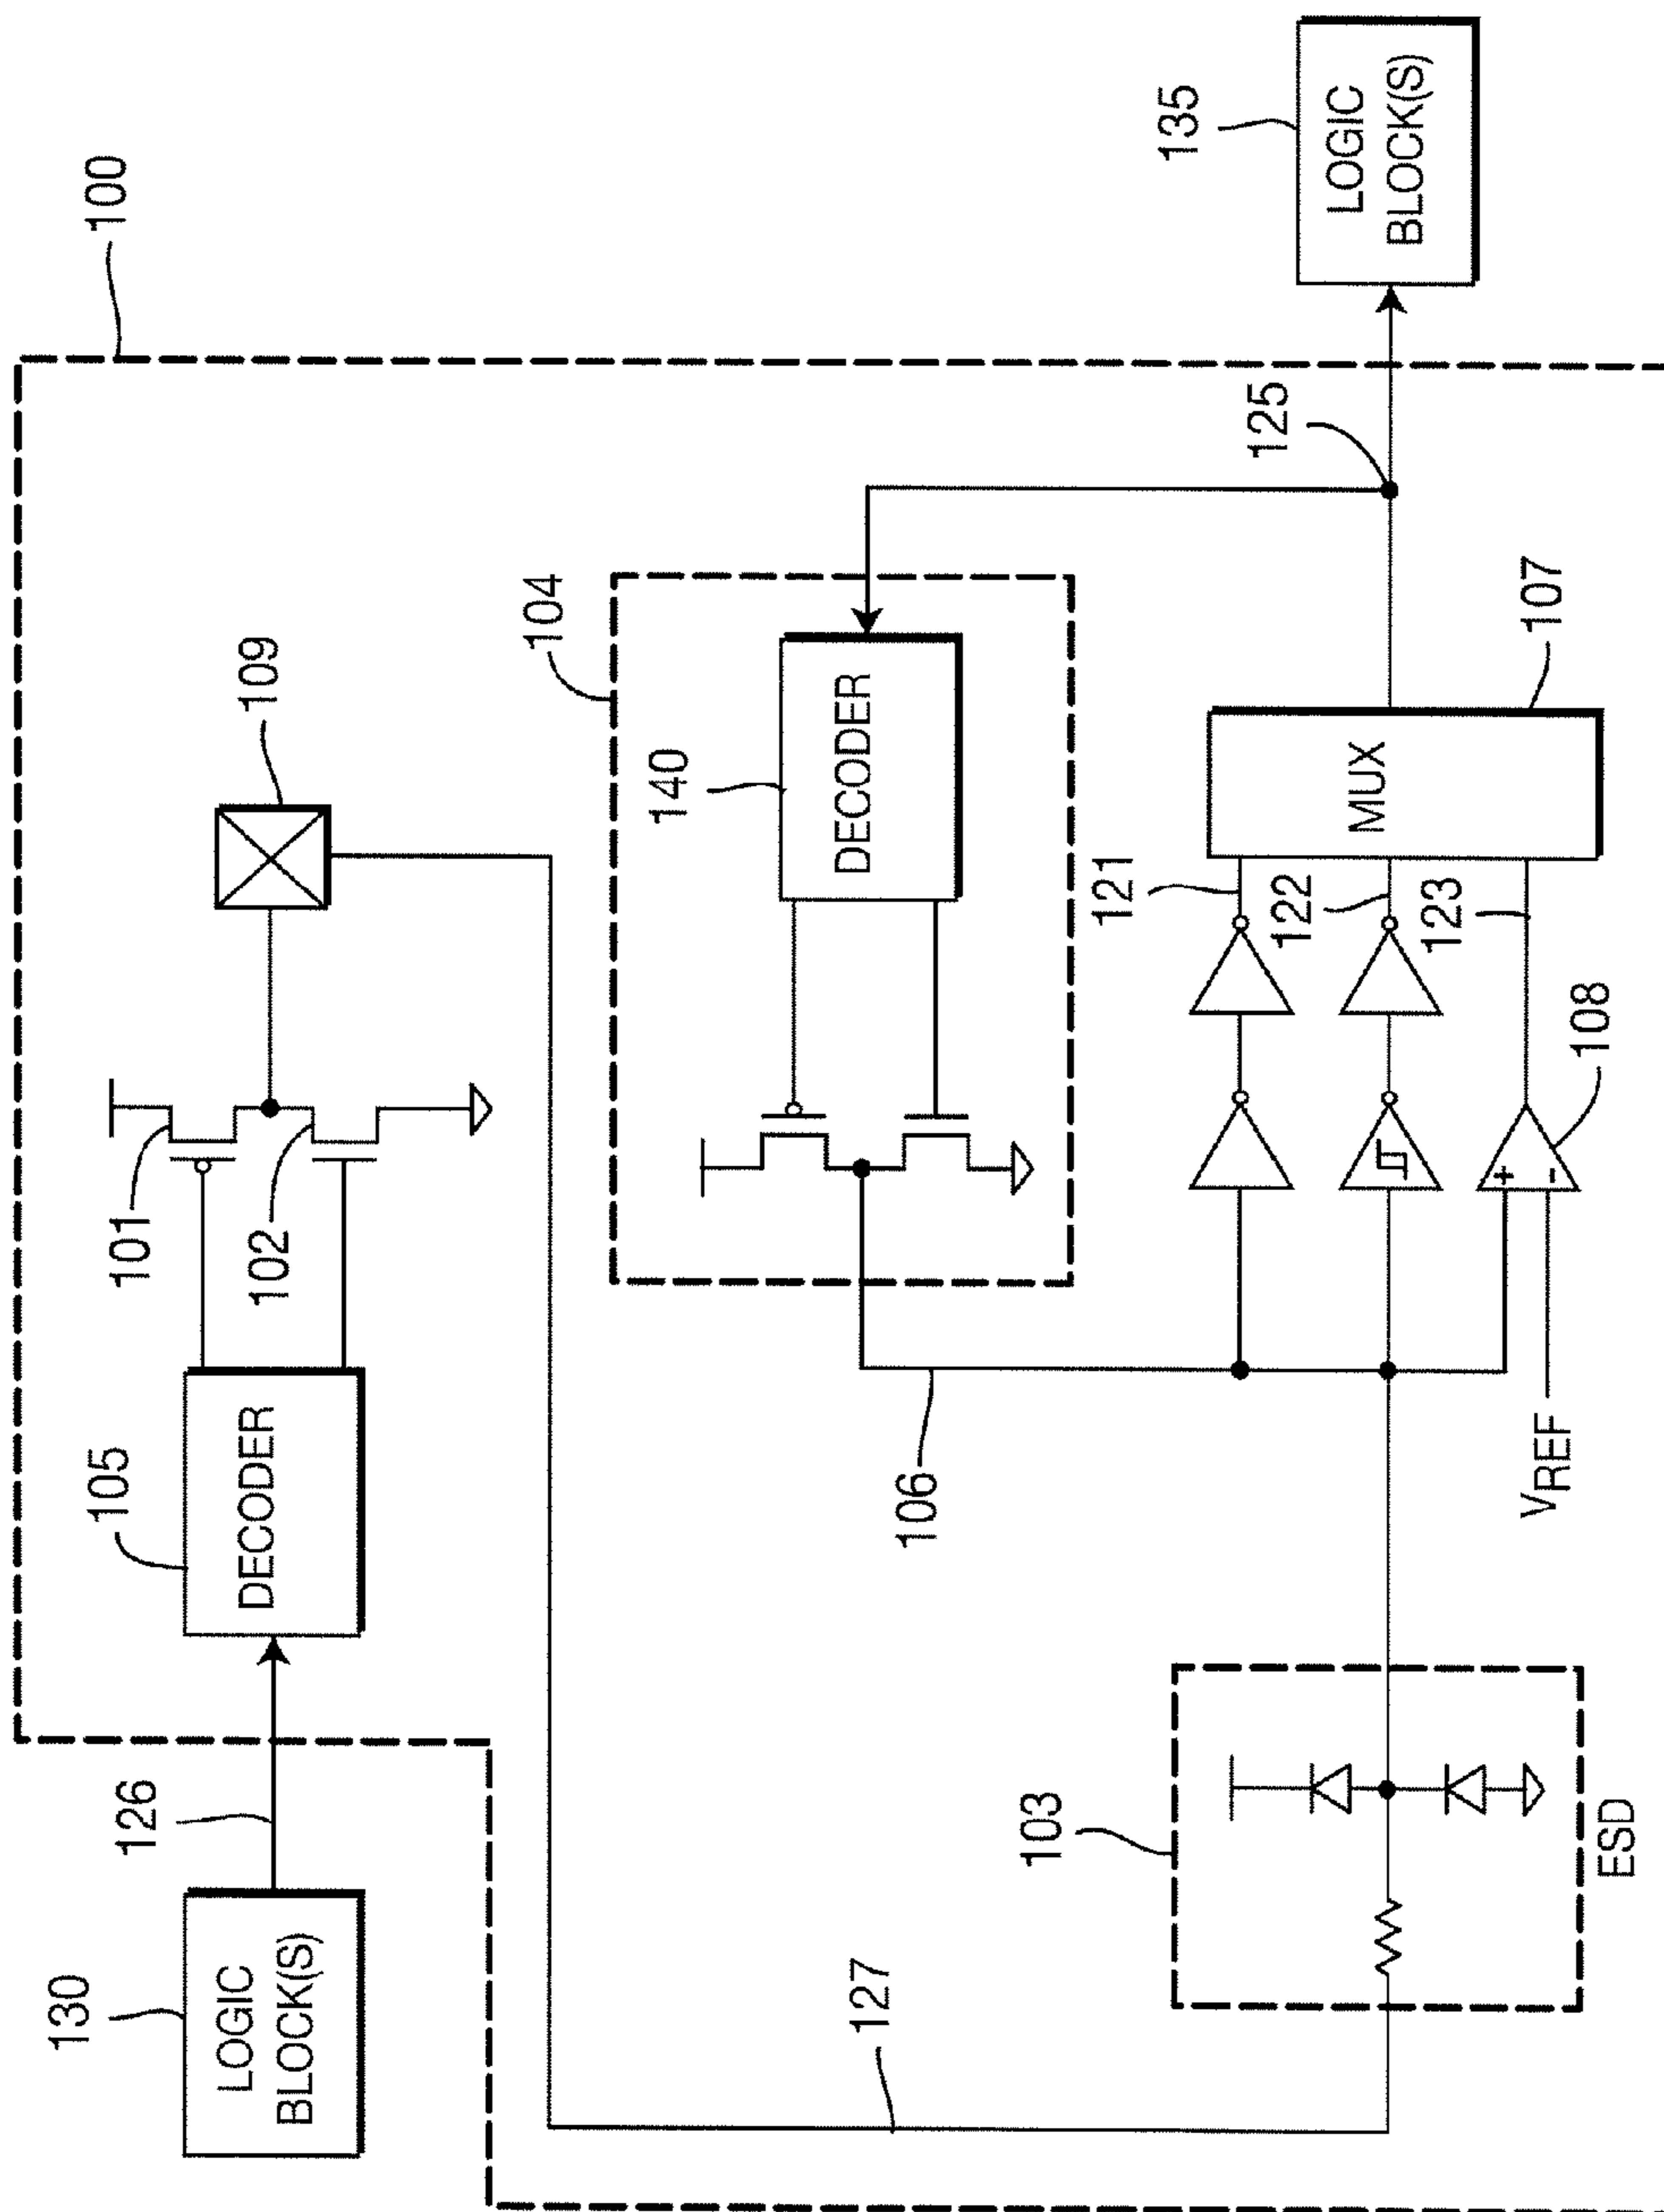 100
130
LOGIC
BLOCK(S)
126
105
DECODER
101
102
109
104
140
DECODER
125
135
LOGIC
BLOCK(S)
127
103
ESD
106
VREF
121
122
123
+
-
108
MUX
107